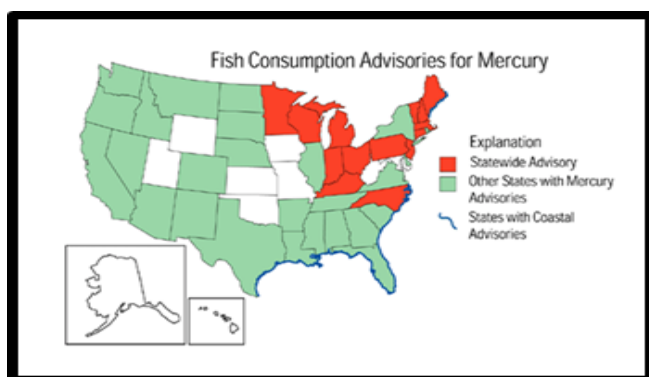 Fish Consumption Advisories for Mercury
Explanation
Statewide Advisory
Other States with Mercury
Advisories
States with Coastal
Advisories